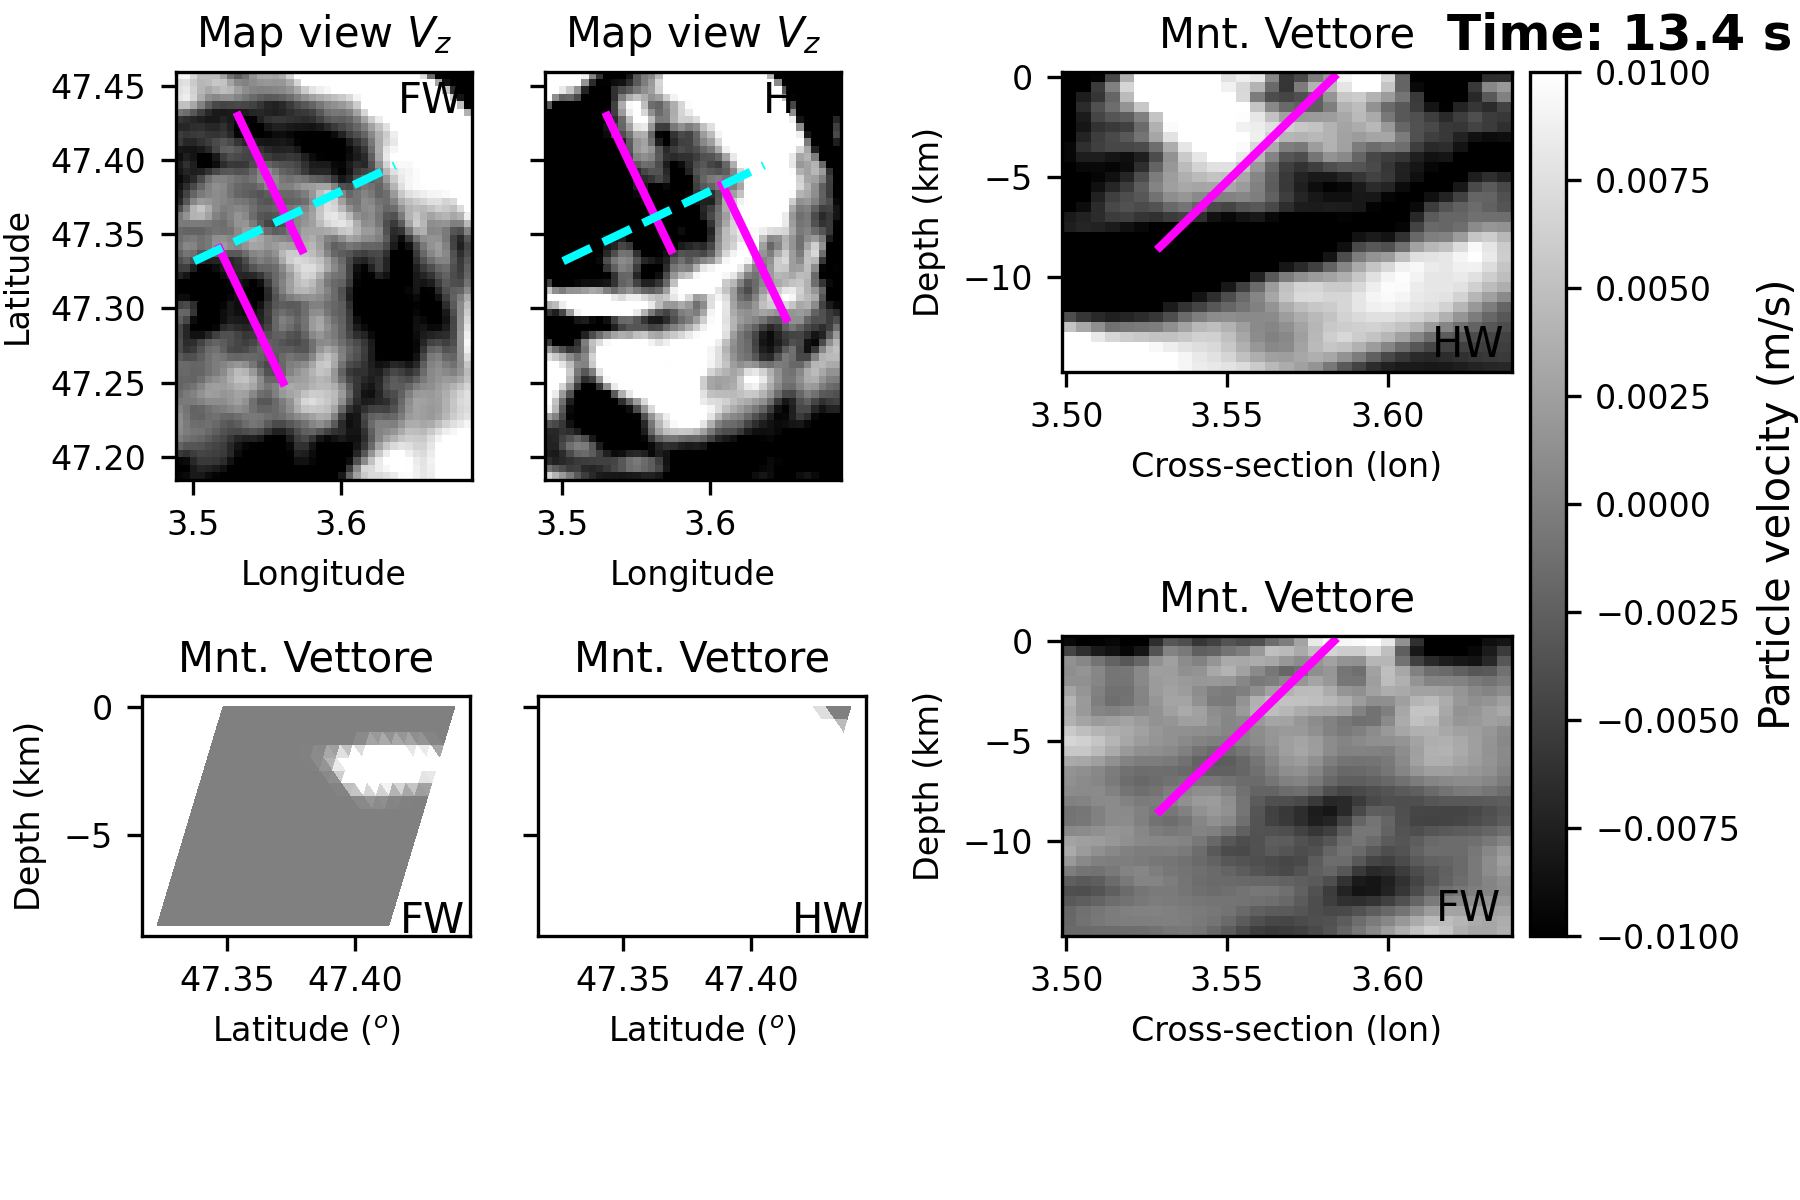 Map view Vz
Map view Vz
Mnt. Vettore
Time: 13.4 s
47.45
47.40
47.35
47.30
47.25
47.20
Latitude
FW
3.5
3.6
Longitude
H
3.5
3.6
Longitude
0
−5
−10
Depth (km)
HW
3.50
3.55
3.60
Cross-section (lon)
0.0100
0.0075
0.0050
0.0025
0.0000
−0.0025
−0.0050
−0.0075
−0.0100
Particle velocity (m/s)
Mnt. Vettore
0
−5
Depth (km)
FW
47.35
47.40
Latitude (o)
Mnt. Vettore
HW
47.35
47.40
Latitude (o)
Mnt. Vettore
0
−5
−10
Depth (km)
FW
3.50
3.55
3.60
Cross-section (lon)